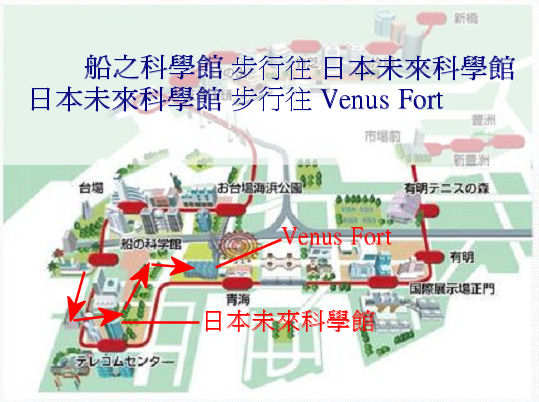 新橋
船之科學館 步行往 日本未來科學館
日本未來科學館 步行往 Venus Fort
豊洲
市場前
新豊洲
台場
お台場海浜公園
有明テニスの森
船の科学館
Venus Fort
有明
青海
国際展示場正門
日本未來科學館
テレコムセンター